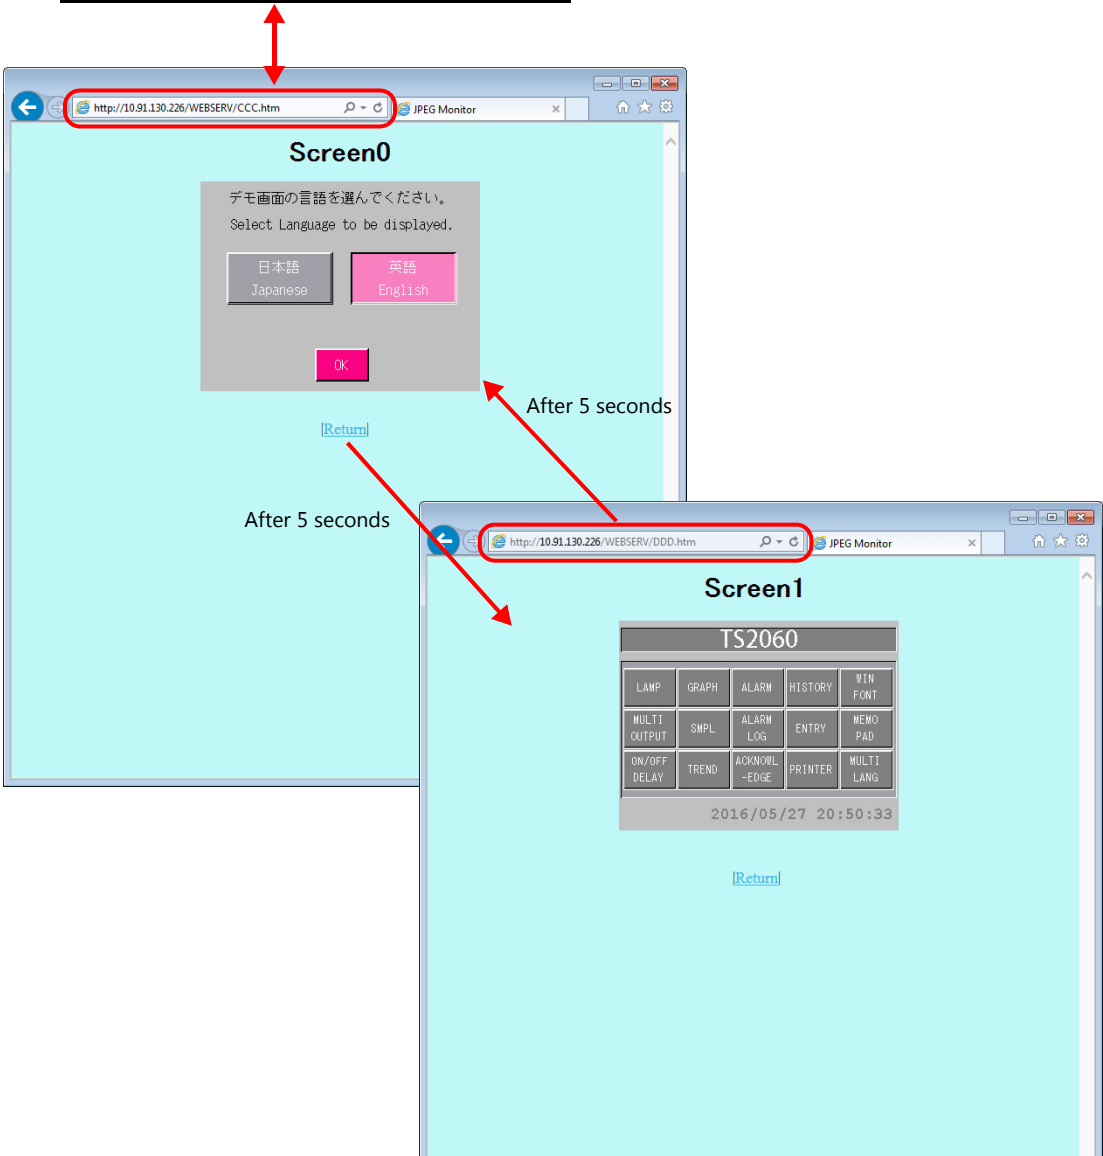 http://10.91.130.226/WEBSERV/CCC.htm
JPEG Monitor
Screen0
デモ画面の言語を選んでください。
Select Language to be displayed.
日本語
Japanese
英語
English
OK
|Return|
After 5 seconds
After 5 seconds
http://10.91.130.226/WEBSERV/DDD.htm
JPEG Monitor
Screen1
TS2060
LAMP
GRAPH
ALARM
HISTORY
WIN
FONT
MULTI
OUTPUT
SMPL
ALARM
LOG
ENTRY
MEMO
PAD
ON/OFF
DELAY
TREND
ACKNOWL
-EDGE
PRINTER
MULTI
LANG
2016/05/27 20:50:33
|Return|